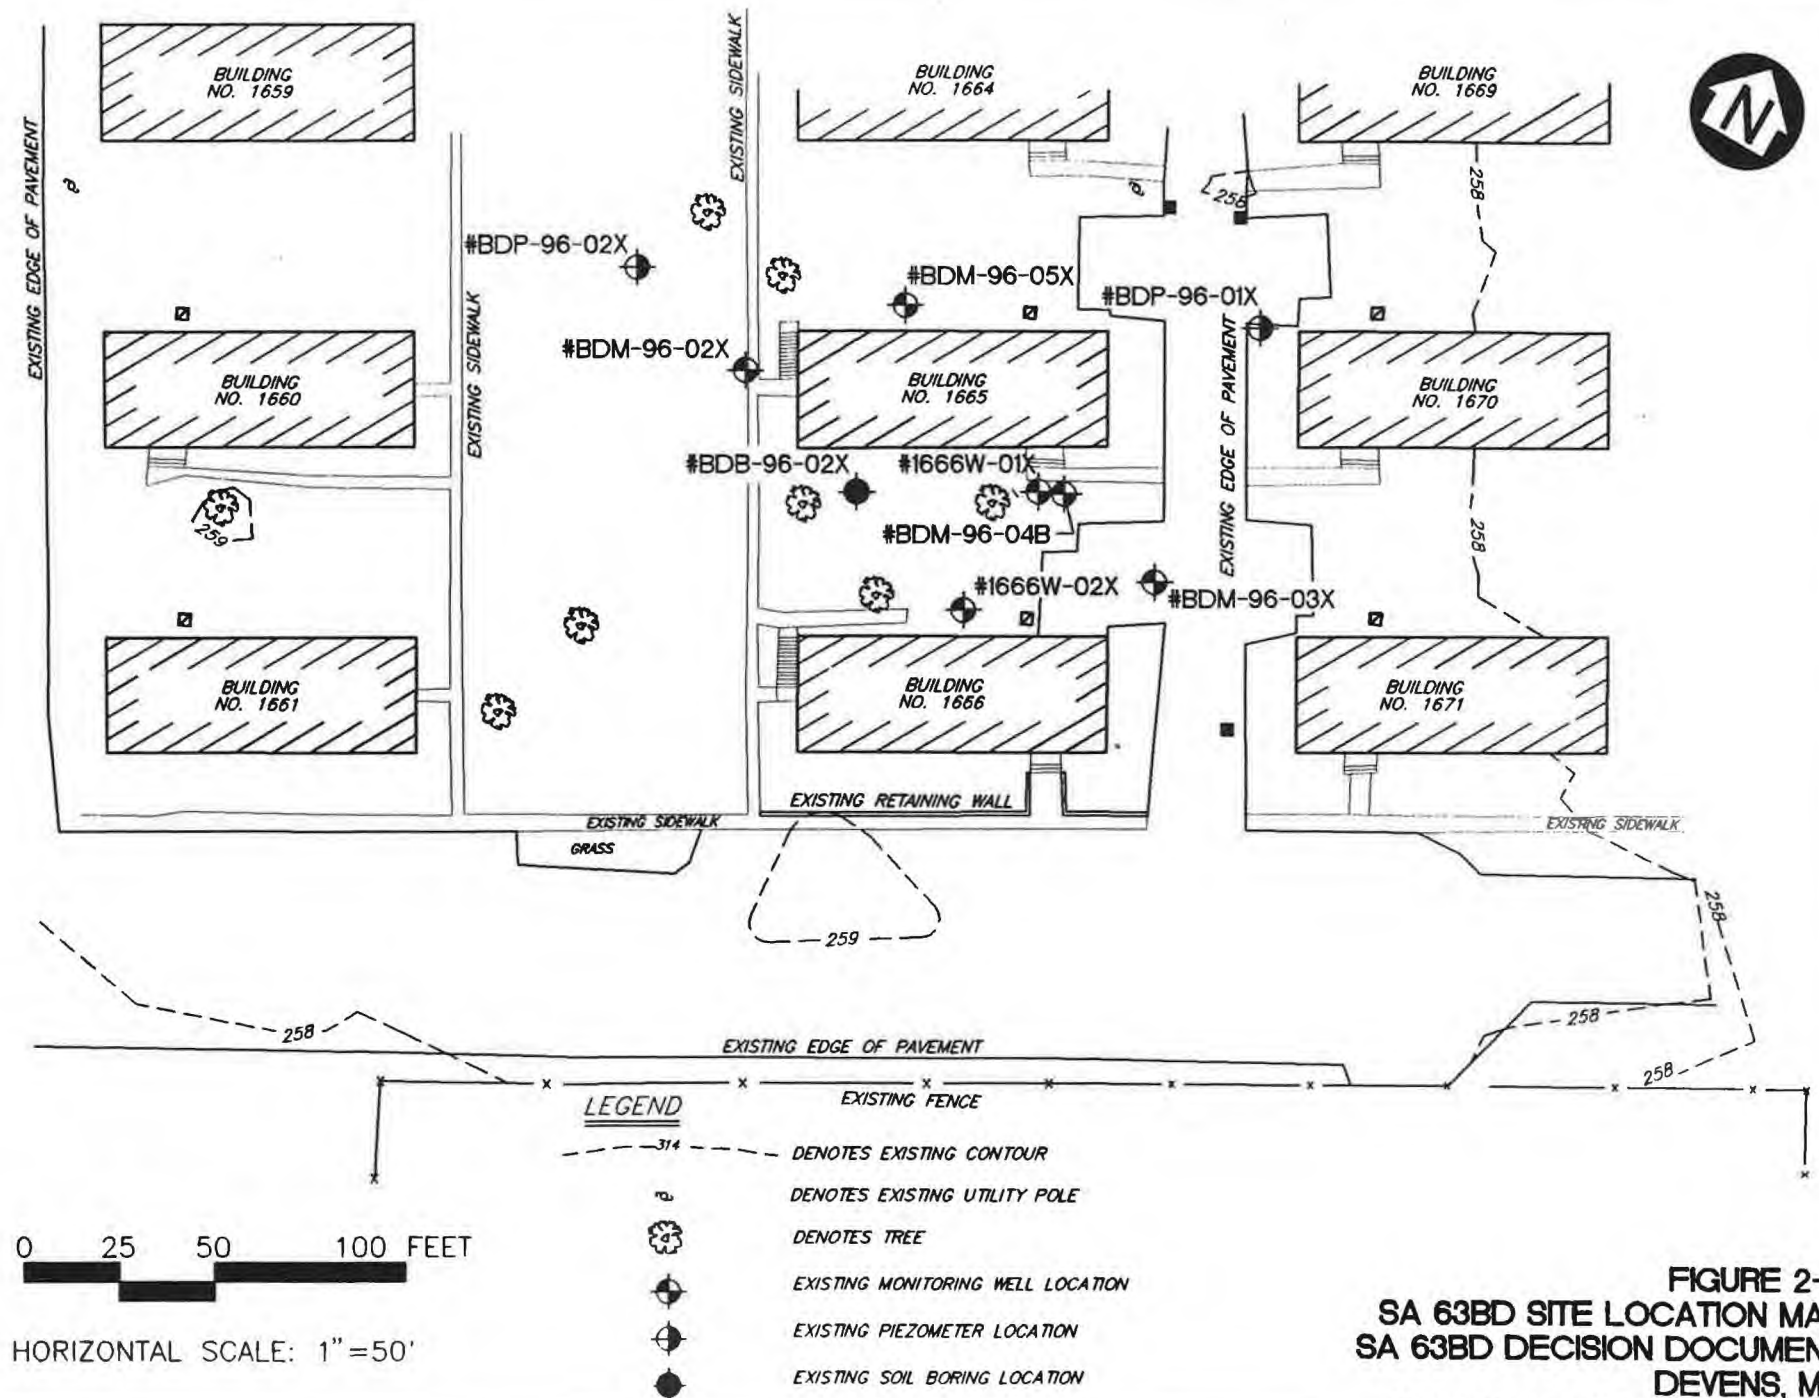 BUILDING
NO. 1659
EXISTING SIDEWALK
BUILDING
NO. 1664
BUILDING
NO. 1669
N
EXISTING EDGE OF PAVEMENT
258
258
#BDP-96-02X
#BDM-96-05X
#BDP-96-01X
EXISTING SIDEWALK
#BDM-96-02X
EXISTING EDGE OF PAVEMENT
BUILDING
NO. 1660
BUILDING
NO. 1665
BUILDING
NO. 1670
#BDB-96-02X
#1666W-01X
259
#BDM-96-04B
258
#1666W-02X
#BDM-96-03X
BUILDING
NO. 1661
BUILDING
NO. 1666
BUILDING
NO. 1671
EXISTING RETAINING WALL
EXISTING SIDEWALK
EXISTING SIDEWALK
GRASS
259
258
258
258
EXISTING EDGE OF PAVEMENT
258
EXISTING FENCE
LEGEND
314
DENOTES EXISTING CONTOUR
DENOTES EXISTING UTILITY POLE
DENOTES TREE
EXISTING MONITORING WELL LOCATION
EXISTING PIEZOMETER LOCATION
EXISTING SOIL BORING LOCATION
0 25 50 100 FEET
HORIZONTAL SCALE: 1"=50'
FIGURE 2-
SA 63BD SITE LOCATION MA
SA 63BD DECISION DOCUMEN
DEVENS, M